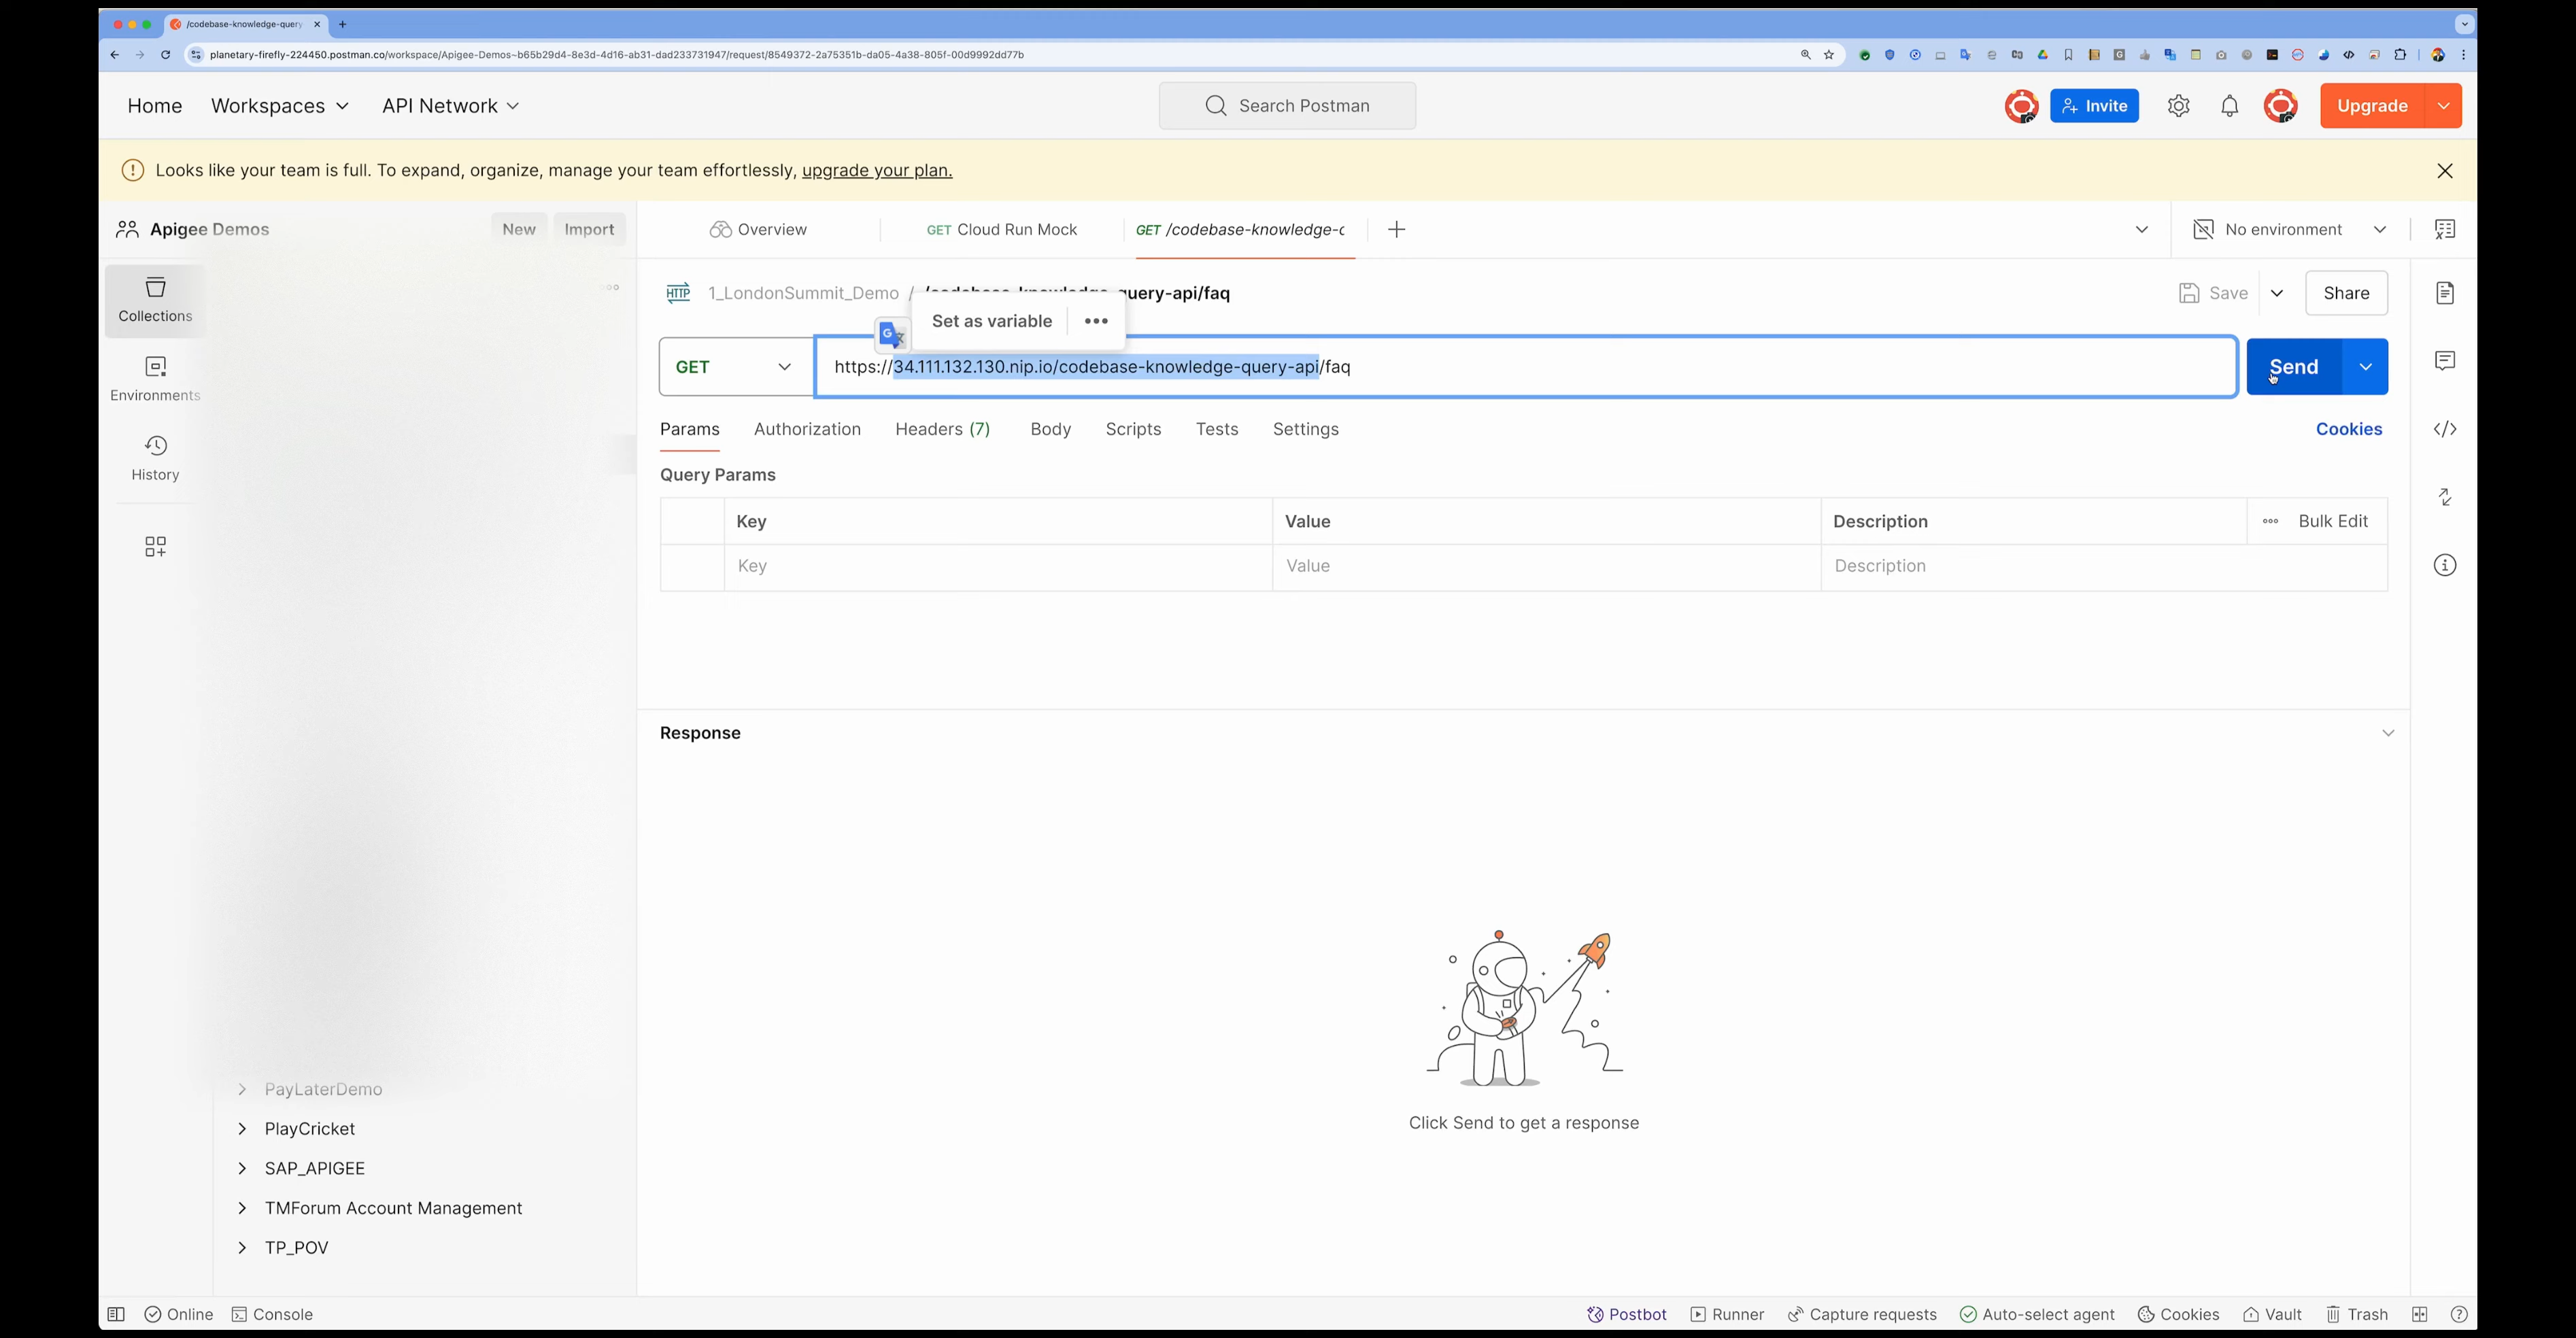 /codebase-knowledge-query
planetary-firefly-224450.postman.co/workspace/Apigee-Demos~b65b29d4-8e3d-4d16-ab31-dad233731947/request/8549372-2a75351b-da05-4a38-805f-00d9992dd77b
Home Workspaces API Network Search Postman Invite Upgrade
Looks like your team is full. To expand, organize, manage your team effortlessly, upgrade your plan.
Apigee Demos New Import Overview GET Cloud Run Mock GET /codebase-knowledge-c No environment
HTTP 1_LondonSummit_Demo / /codebase-knowledge-query-api/faq Save Share
Collections
Set as variable
GET https://34.111.132.130.nip.io/codebase-knowledge-query-api/faq Send
Environments
Params Authorization Headers (7) Body Scripts Tests Settings Cookies
History
Query Params
Key Value Description Bulk Edit
Key Value Description
Response
Click Send to get a response
PayLaterDemo
PlayCricket
SAP_APIGEE
TMForum Account Management
TP_POV
Online Console Postbot Runner Capture requests Auto-select agent Cookies Vault Trash